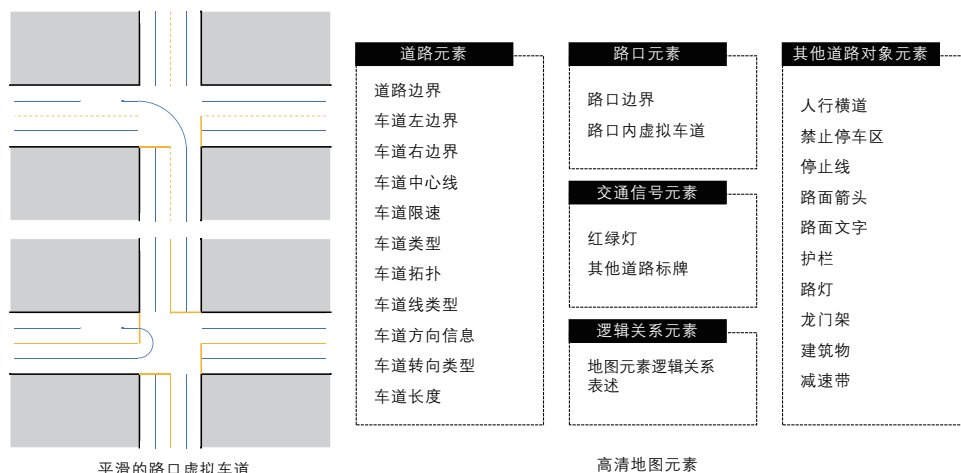 道路元素
道路边界
车道左边界
车道右边界
车道中心线
车道限速
车道类型
车道拓扑
车道线类型
车道方向信息
车道转向类型
车道长度
路口元素
路口边界
路口内虚拟车道
交通信号元素
红绿灯
其他道路标牌
逻辑关系元素
地图元素逻辑关系
表述
其他道路对象元素
人行横道
禁止停车区
停止线
路面箭头
路面文字
护栏
路灯
龙门架
建筑物
减速带
平滑的路口虚拟车道
高清地图元素